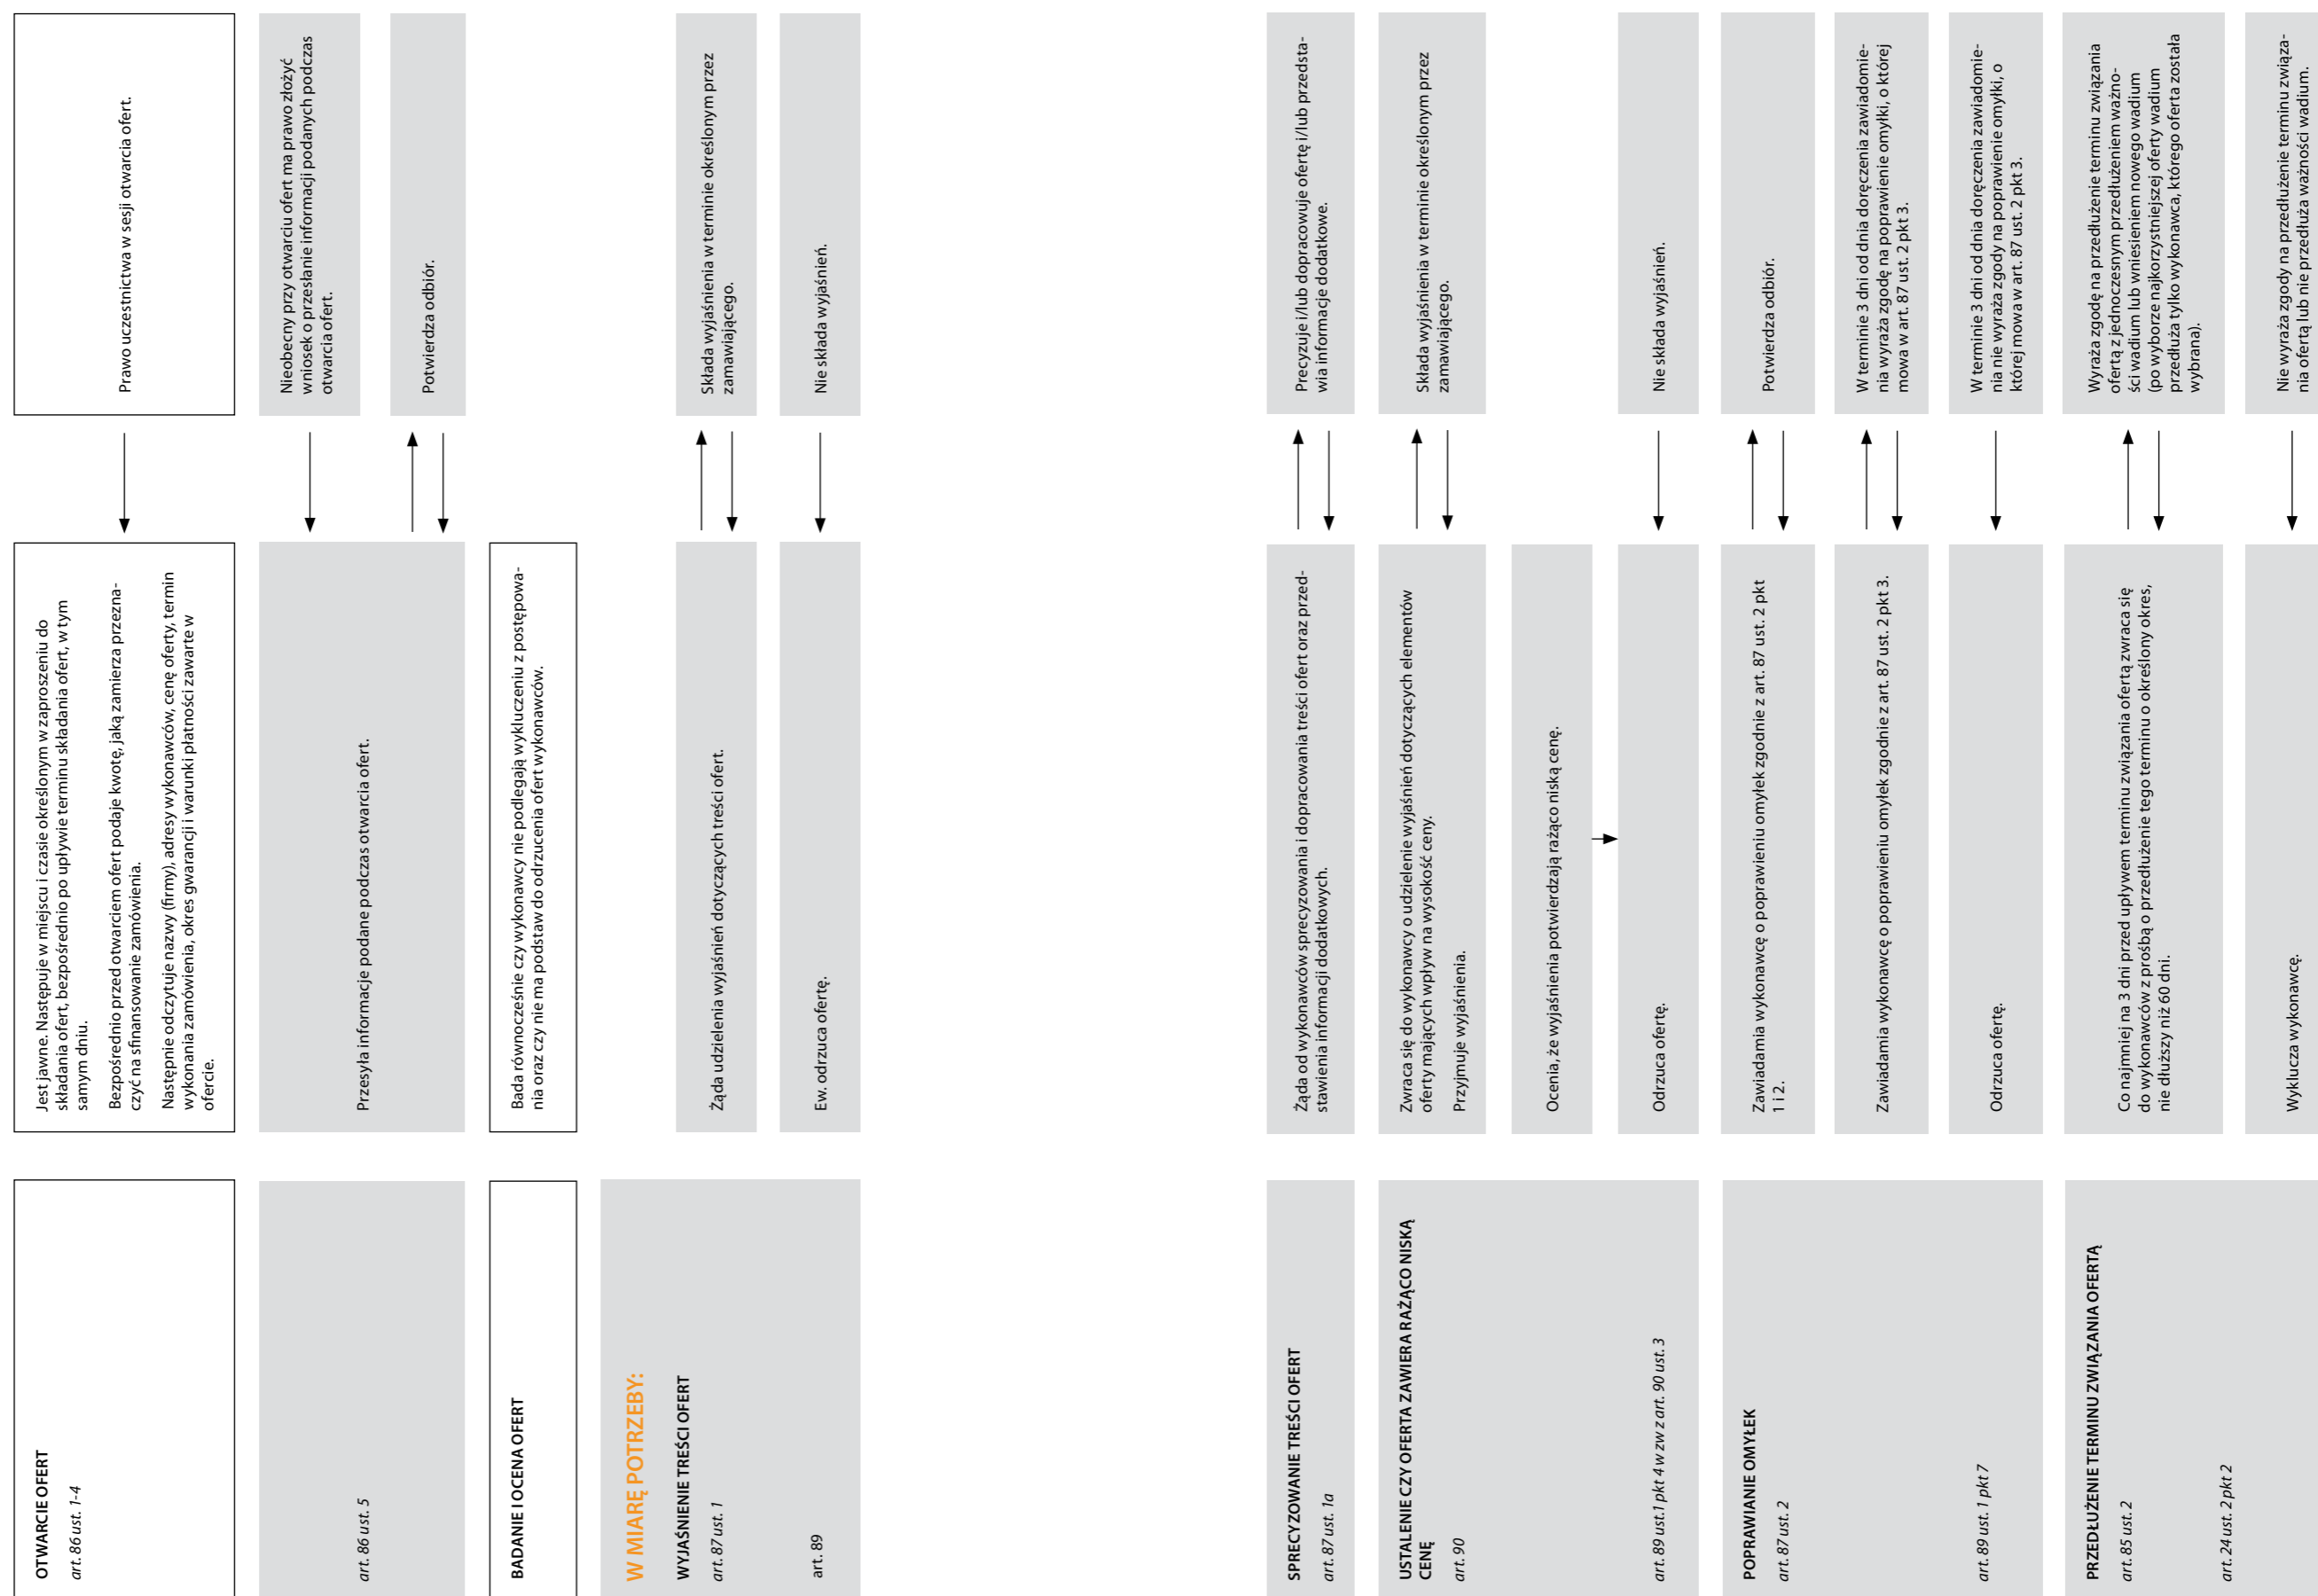 OTWARCIE OFERT
art. 86 ust. 1-4
Jest jawne. Następuje w miejscu i czasie określonym w zaproszeniu do
składania ofert, bezpośrednio po upływie terminu składania ofert, w tym
samym dniu.
Bezpośrednio przed otwarciem ofert podaje kwotę, jaką zamierza przezna-
czyć na sfinansowanie zamówienia.
Następnie odczytuje nazwy (firmy), adresy wykonawców, cenę oferty, termin
wykonania zamówienia, okres gwarancji i warunki płatności zawarte w
ofercie.
Prawo uczestnictwa w sesji otwarcia ofert.
art. 86 ust. 5
Przesyła informacje podane podczas otwarcia ofert.
Nieobecny przy otwarciu ofert ma prawo złożyć
wniosek o przesłanie informacji podanych podczas
otwarcia ofert.
Potwierdza odbiór.
BADANIE I OCENA OFERT
Bada równocześnie czy wykonawcy nie podlegają wykluczeniu z postępowa-
nia oraz czy nie ma podstaw do odrzucenia ofert wykonawców.
W MIARĘ POTRZEBY:
WYJAŚNIENIE TREŚCI OFERT
art. 87 ust. 1
Żąda udzielenia wyjaśnień dotyczących treści ofert.
Składa wyjaśnienia w terminie określonym przez
zamawiającego.
art. 89
Ew. odrzuca ofertę.
Nie składa wyjaśnień.
SPRECYZOWANIE TREŚCI OFERT
art. 87 ust. 1a
Żąda od wykonawców sprecyzowania i dopracowania treści ofert oraz przed-
stawienia informacji dodatkowych.
Precyzuje i/lub dopracowuje ofertę i/lub przedsta-
wia informacje dodatkowe.
USTALENIE CZY OFERTA ZAWIERA RAŻĄCO NISKĄ
CENĘ
art. 90
Zwraca się do wykonawcy o udzielenie wyjaśnień dotyczących elementów
oferty mających wpływ na wysokość ceny.
Przyjmuje wyjaśnienia.
Składa wyjaśnienia w terminie określonym przez
zamawiającego.
Ocenia, że wyjaśnienia potwierdzają rażąco niską cenę.
art. 89 ust.1 pkt 4 w zw z art. 90 ust. 3
Odrzuca ofertę.
Nie składa wyjaśnień.
POPRAWIANIE OMYŁEK
art. 87 ust. 2
Zawiadamia wykonawcę o poprawieniu omyłek zgodnie z art. 87 ust. 2 pkt
1 i 2.
Potwierdza odbiór.
Zawiadamia wykonawcę o poprawieniu omyłek zgodnie z art. 87 ust. 2 pkt 3.
W terminie 3 dni od dnia doręczenia zawiadomie-
nia wyraża zgodę na poprawienie omyłki, o której
mowa w art. 87 ust. 2 pkt 3.
art. 89 ust. 1 pkt 7
Odrzuca ofertę.
W terminie 3 dni od dnia doręczenia zawiadomie-
nia nie wyraża zgody na poprawienie omyłki, o
której mowa w art. 87 ust. 2 pkt 3.
PRZEDŁUŻENIE TERMINU ZWIĄZANIA OFERTĄ
art. 85 ust. 2
Co najmniej na 3 dni przed upływem terminu związania ofertą zwraca się
do wykonawców z prośbą o przedłużenie tego terminu o określony okres,
nie dłuższy niż 60 dni.
Wyraża zgodę na przedłużenie terminu związania
ofertą z jednoczesnym przedłużeniem ważno-
ści wadium lub wniesieniem nowego wadium
(po wyborze najkorzystniejszej oferty wadium
przedłuża tylko wykonawca, którego oferta została
wybrana).
art. 24 ust. 2 pkt 2
Wyklucza wykonawcę.
Nie wyraża zgody na przedłużenie terminu związa-
nia ofertą lub nie przedłuża ważności wadium.